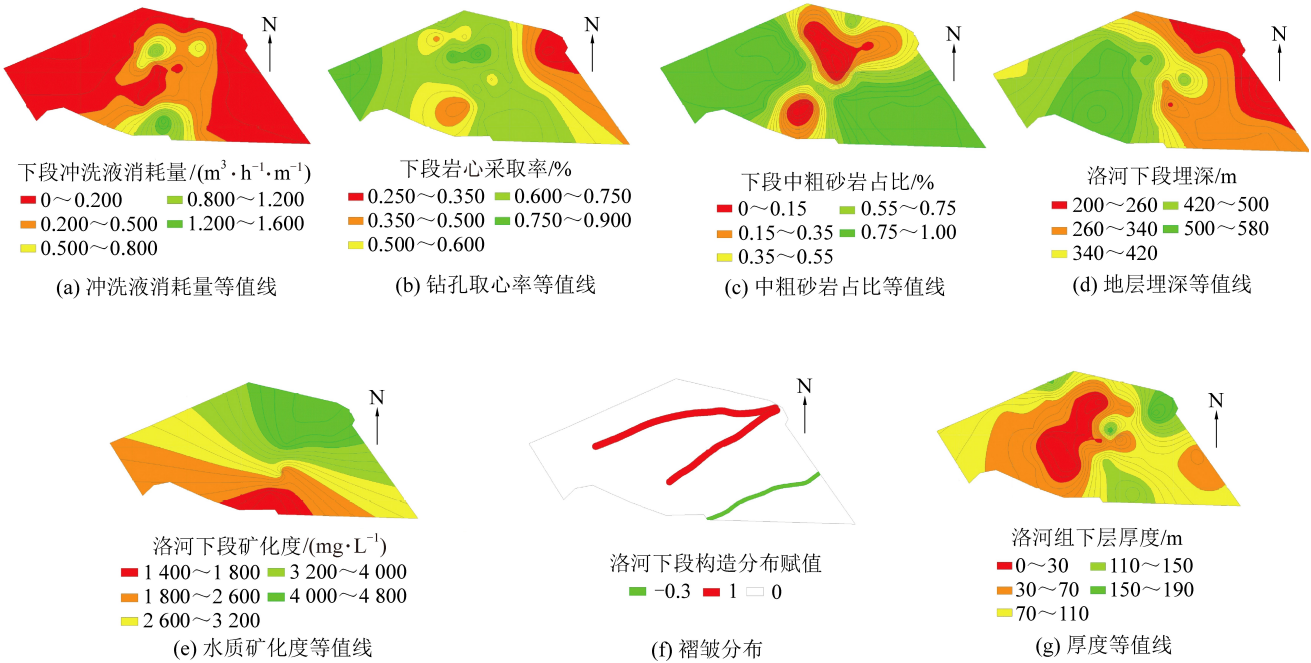 N
N
N
N
下段冲洗液消耗量/(m³·h⁻¹·m⁻¹)
0～0.200
0.800～1.200
0.200～0.500
1.200～1.600
0.500～0.800
(a) 冲洗液消耗量等值线
下段岩心采取率/%
0.250～0.350
0.600～0.750
0.350～0.500
0.750～0.900
0.500～0.600
(b) 钻孔取心率等值线
下段中粗砂岩占比/%
0～0.15
0.55～0.75
0.15～0.35
0.75～1.00
0.35～0.55
(c) 中粗砂岩占比等值线
洛河下段埋深/m
200～260
420～500
260～340
500～580
340～420
(d) 地层埋深等值线
N
N
N
洛河下段矿化度/(mg·L⁻¹)
1 400～1 800
3 200～4 000
1 800～2 600
4 000～4 800
2 600～3 200
(e) 水质矿化度等值线
洛河下段构造分布赋值
−0.3
1
0
(f) 褶皱分布
洛河组下层厚度/m
0～30
110～150
30～70
150～190
70～110
(g) 厚度等值线